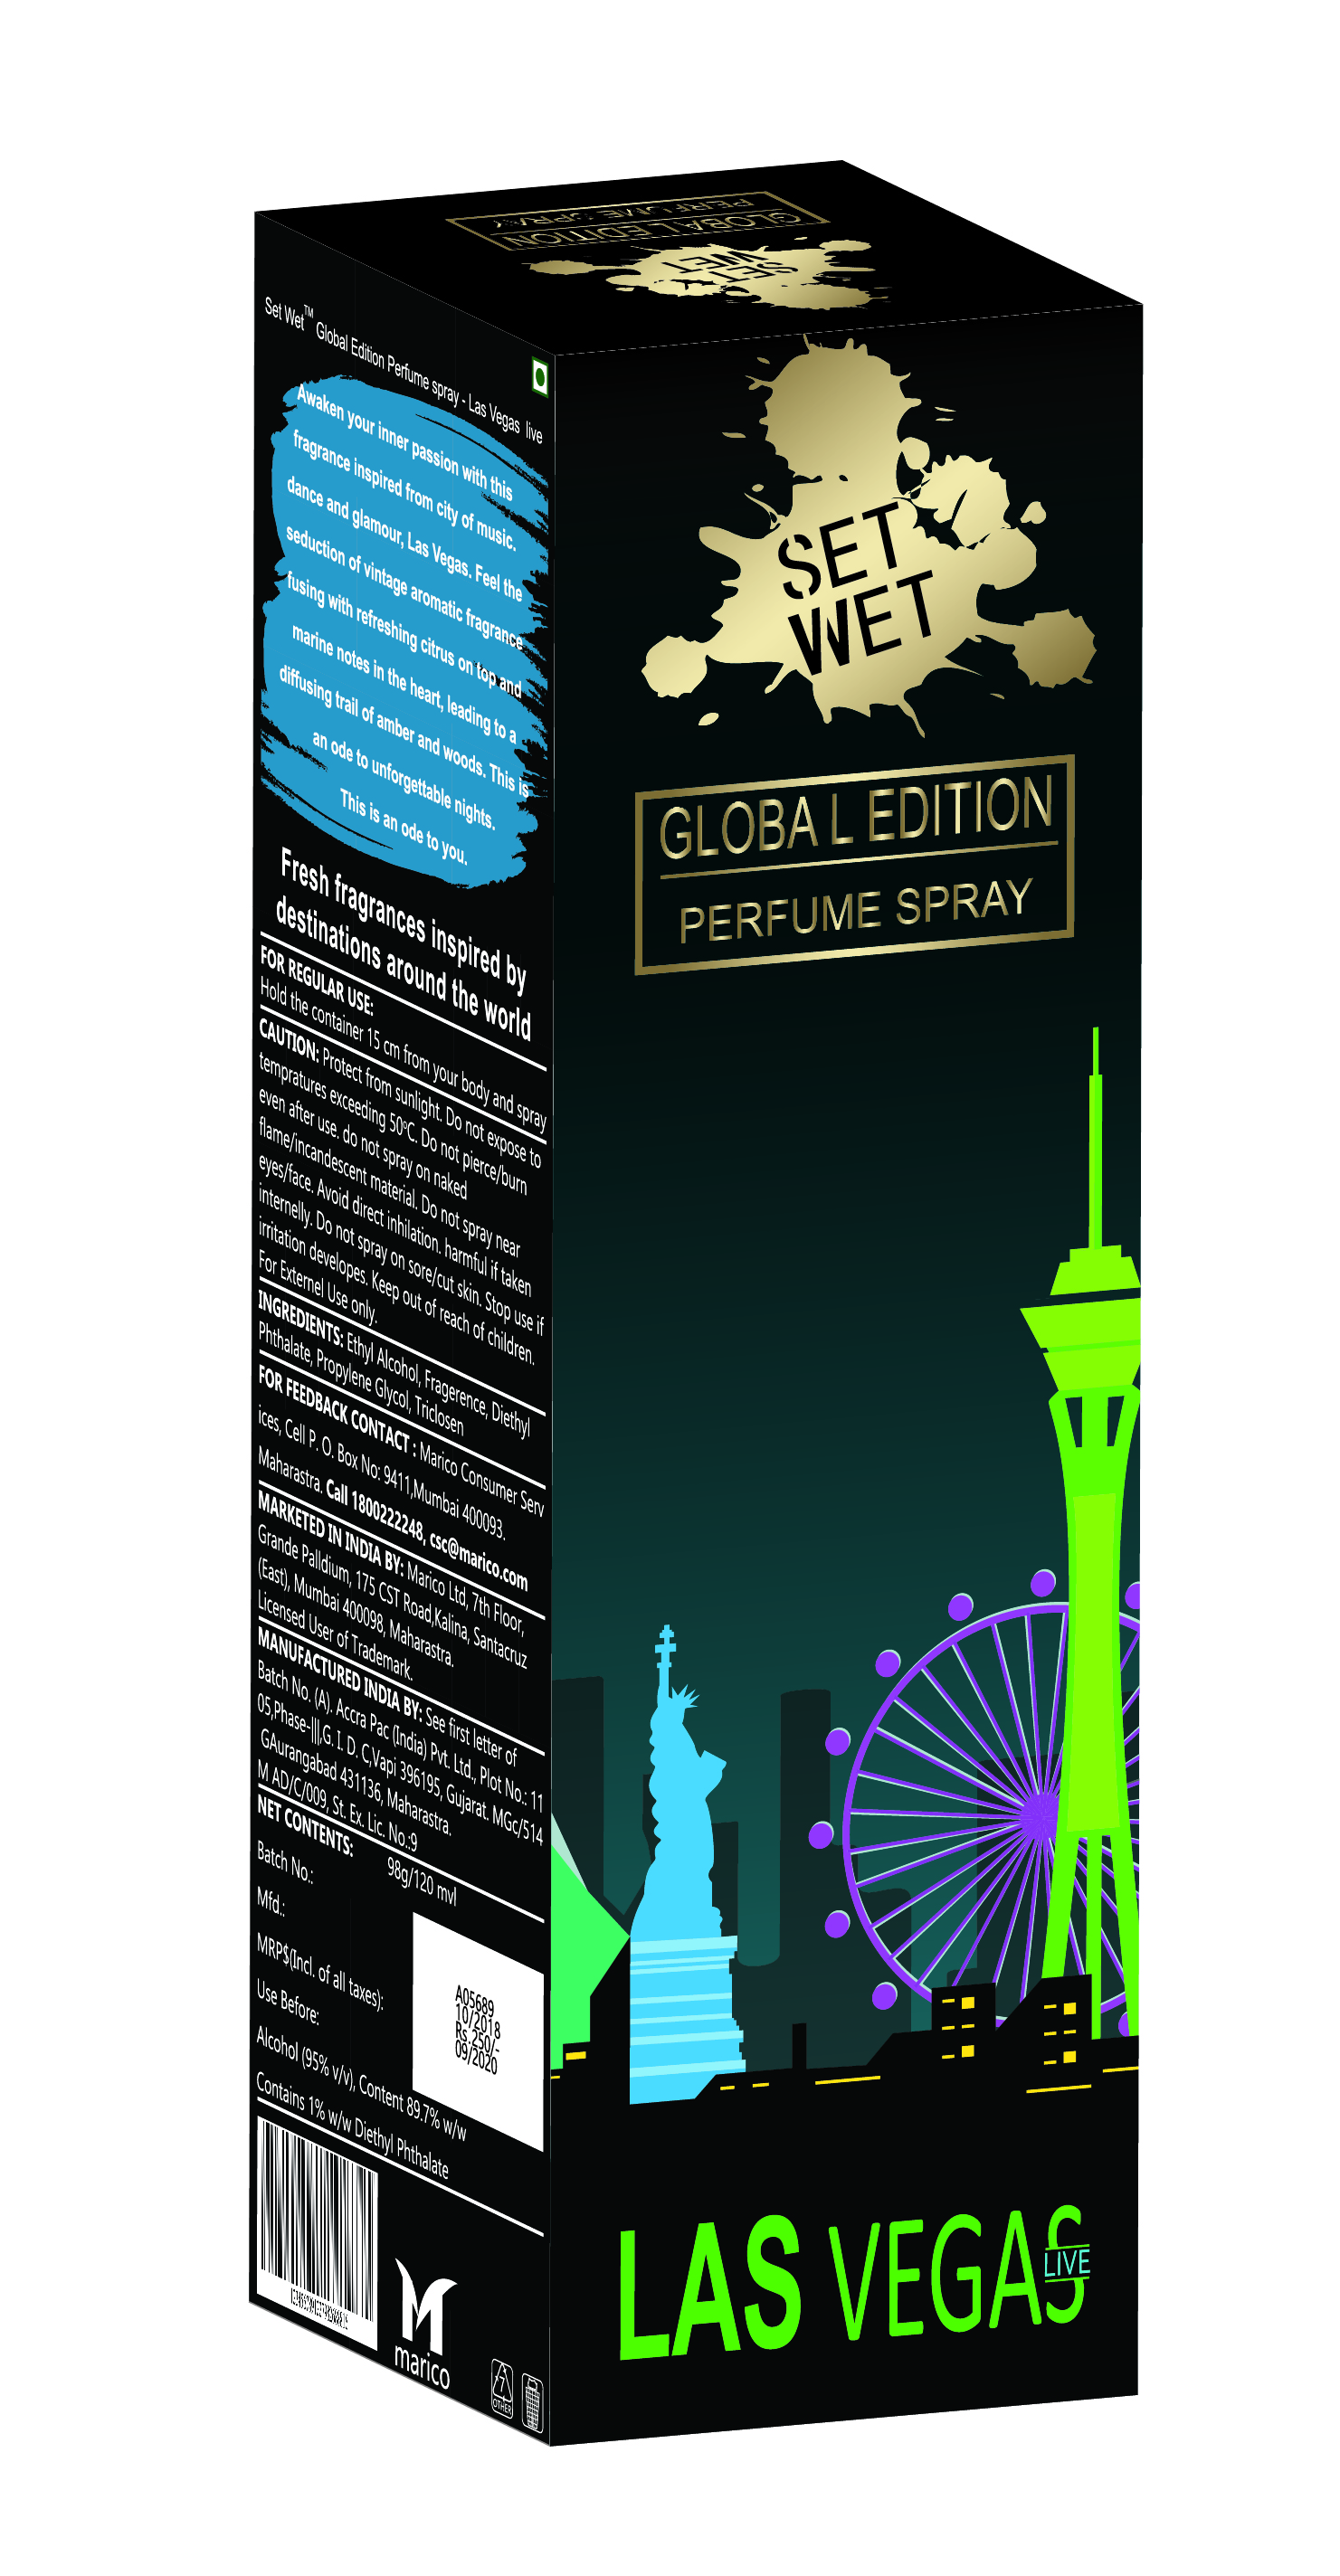 GLOBAL EDITION
PERFUME SPRAY
SET
WET
SET
WET
GLOBA L EDITION
PERFUME SPRAY
LAS VEGAS
LIVE
Set Wet™ Global Edition Perfume spray - Las Vegas live
Awaken your inner passion with this
fragrance inspired from city of music.
dance and glamour, Las Vegas. Feel the
seduction of vintage aromatic fragrance
fusing with refreshing citrus on top and
marine notes in the heart, leading to a
diffusing trail of amber and woods. This is
an ode to unforgettable nights.
This is an ode to you.
Fresh fragrances inspired by
destinations around the world
FOR REGULAR USE:
Hold the container 15 cm from your body and spray
CAUTION: Protect from sunlight. Do not expose to
tempratures exceeding 50ºC. Do not pierce/burn
even after use. do not spray on naked
flame/incandescent material. Do not spray near
eyes/face. Avoid direct inhilation. harmful if taken
internelly. Do not spray on sore/cut skin. Stop use if
irritation developes. Keep out of reach of children.
For Externel Use only.
INGREDIENTS: Ethyl Alcohol, Fragerence, Diethyl
Phthalate, Propylene Glycol, Triclosen
FOR FEEDBACK CONTACT : Marico Consumer Serv
ices, Cell P. O. Box No: 9411,Mumbai 400093.
Maharastra. Call 1800222248, csc@marico.com
MARKETED IN INDIA BY: Marico Ltd, 7th Floor,
Grande Palldium, 175 CST Road,Kalina, Santacruz
(East), Mumbai 400098, Maharastra.
Licensed User of Trademark.
MANUFACTURED INDIA BY: See first letter of
Batch No. (A). Accra Pac (India) Pvt. Ltd., Plot No.: 11
05,Phase-|||,G. I. D. C,Vapi 396195, Gujarat. MGc/514
GAurangabad 431136, Maharastra.
M AD/C/009, St. Ex. Lic. No.:9
NET CONTENTS: 98g/120 mvl
Batch No.:
Mfd.:
MRP$(Incl. of all taxes):
Use Before:
A05689
10/2018
Rs.250/-
09/2020
Alcohol (95% v/v), Content 89.7% w/w
Contains 1% w/w Diethyl Phthalate
marico
7
OTHER